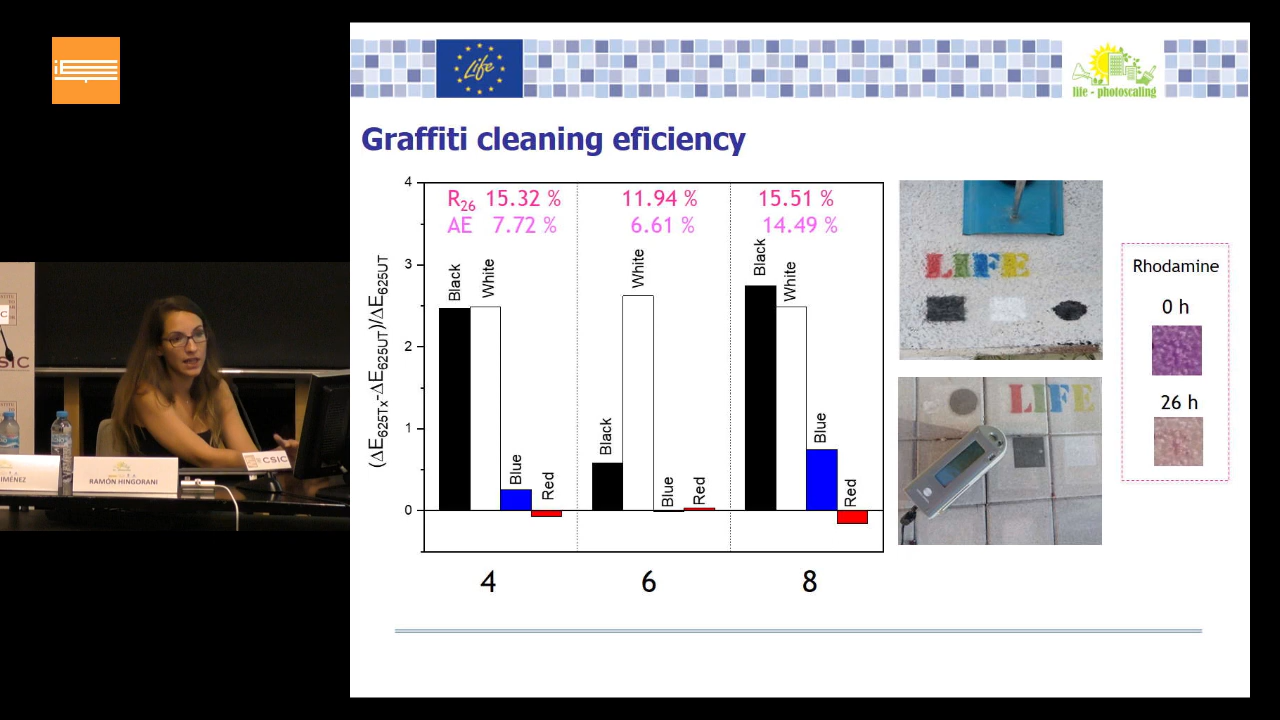 Life
life - photoscaling
Graffiti cleaning eficiency
4
3
2
1
0
(ΔE625Tx-ΔE625UT)/ΔE625UT
R26 15.32 % 11.94 % 15.51 %
AE 7.72 % 6.61 % 14.49 %
Black
White
Blue
Red
Black
White
Blue
Red
Black
White
Blue
Red
4 6 8
LIFE
LIFE
Rhodamine
0 h
26 h
CSIC
RAMÓN HINGORANI